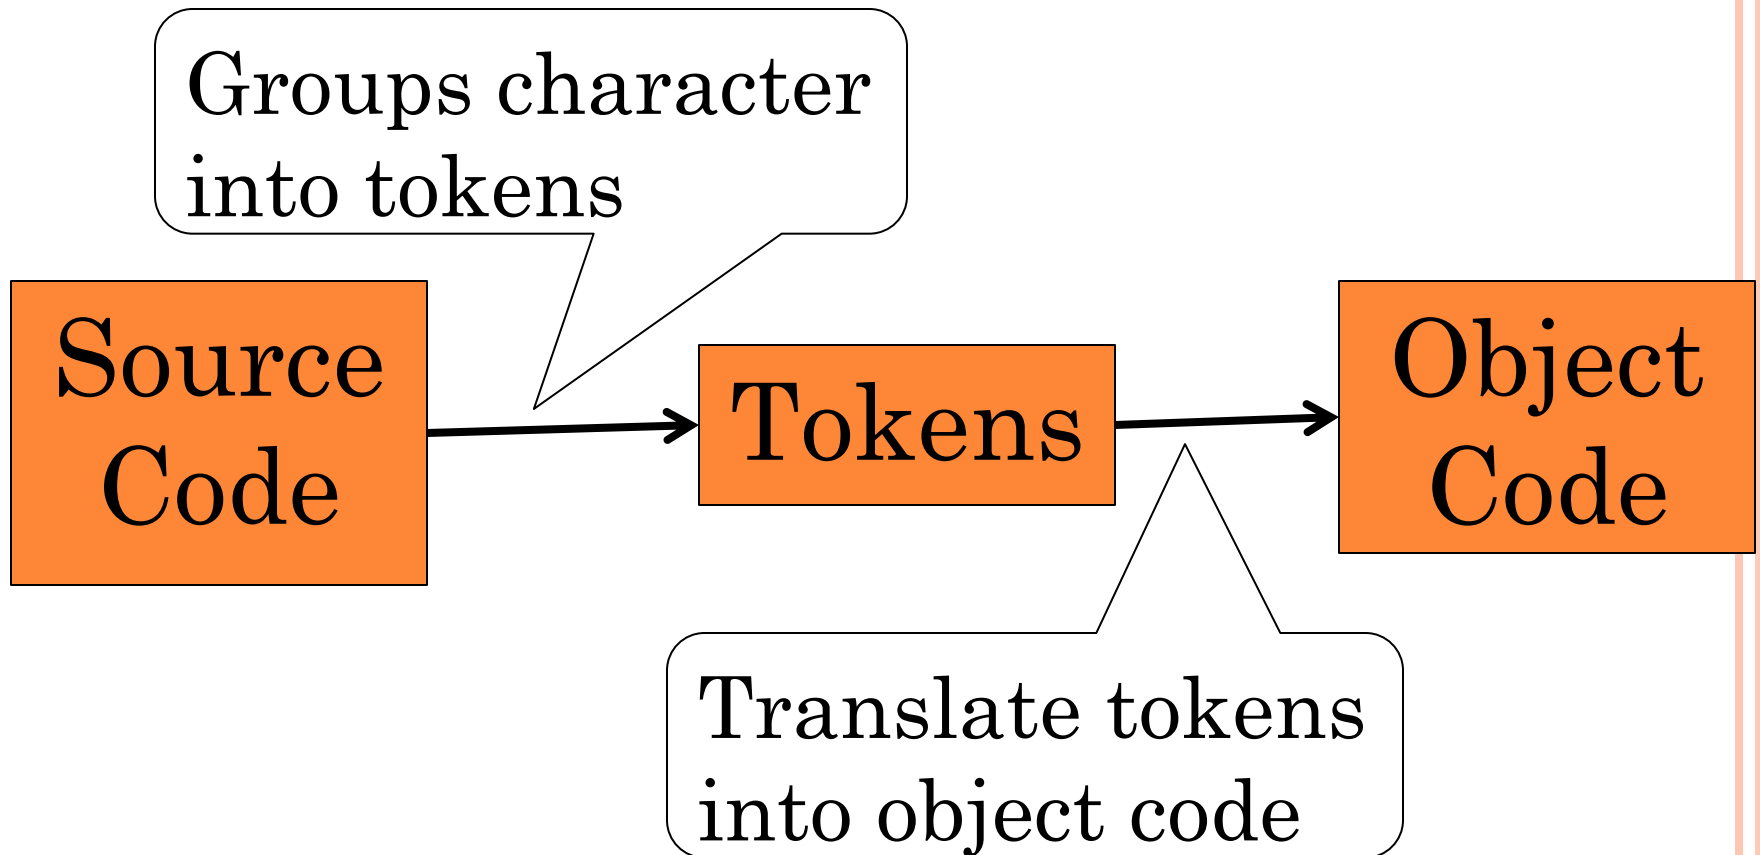 Groups character
into tokens
Source
Code
Tokens
Object
Code
Translate tokens
into object code